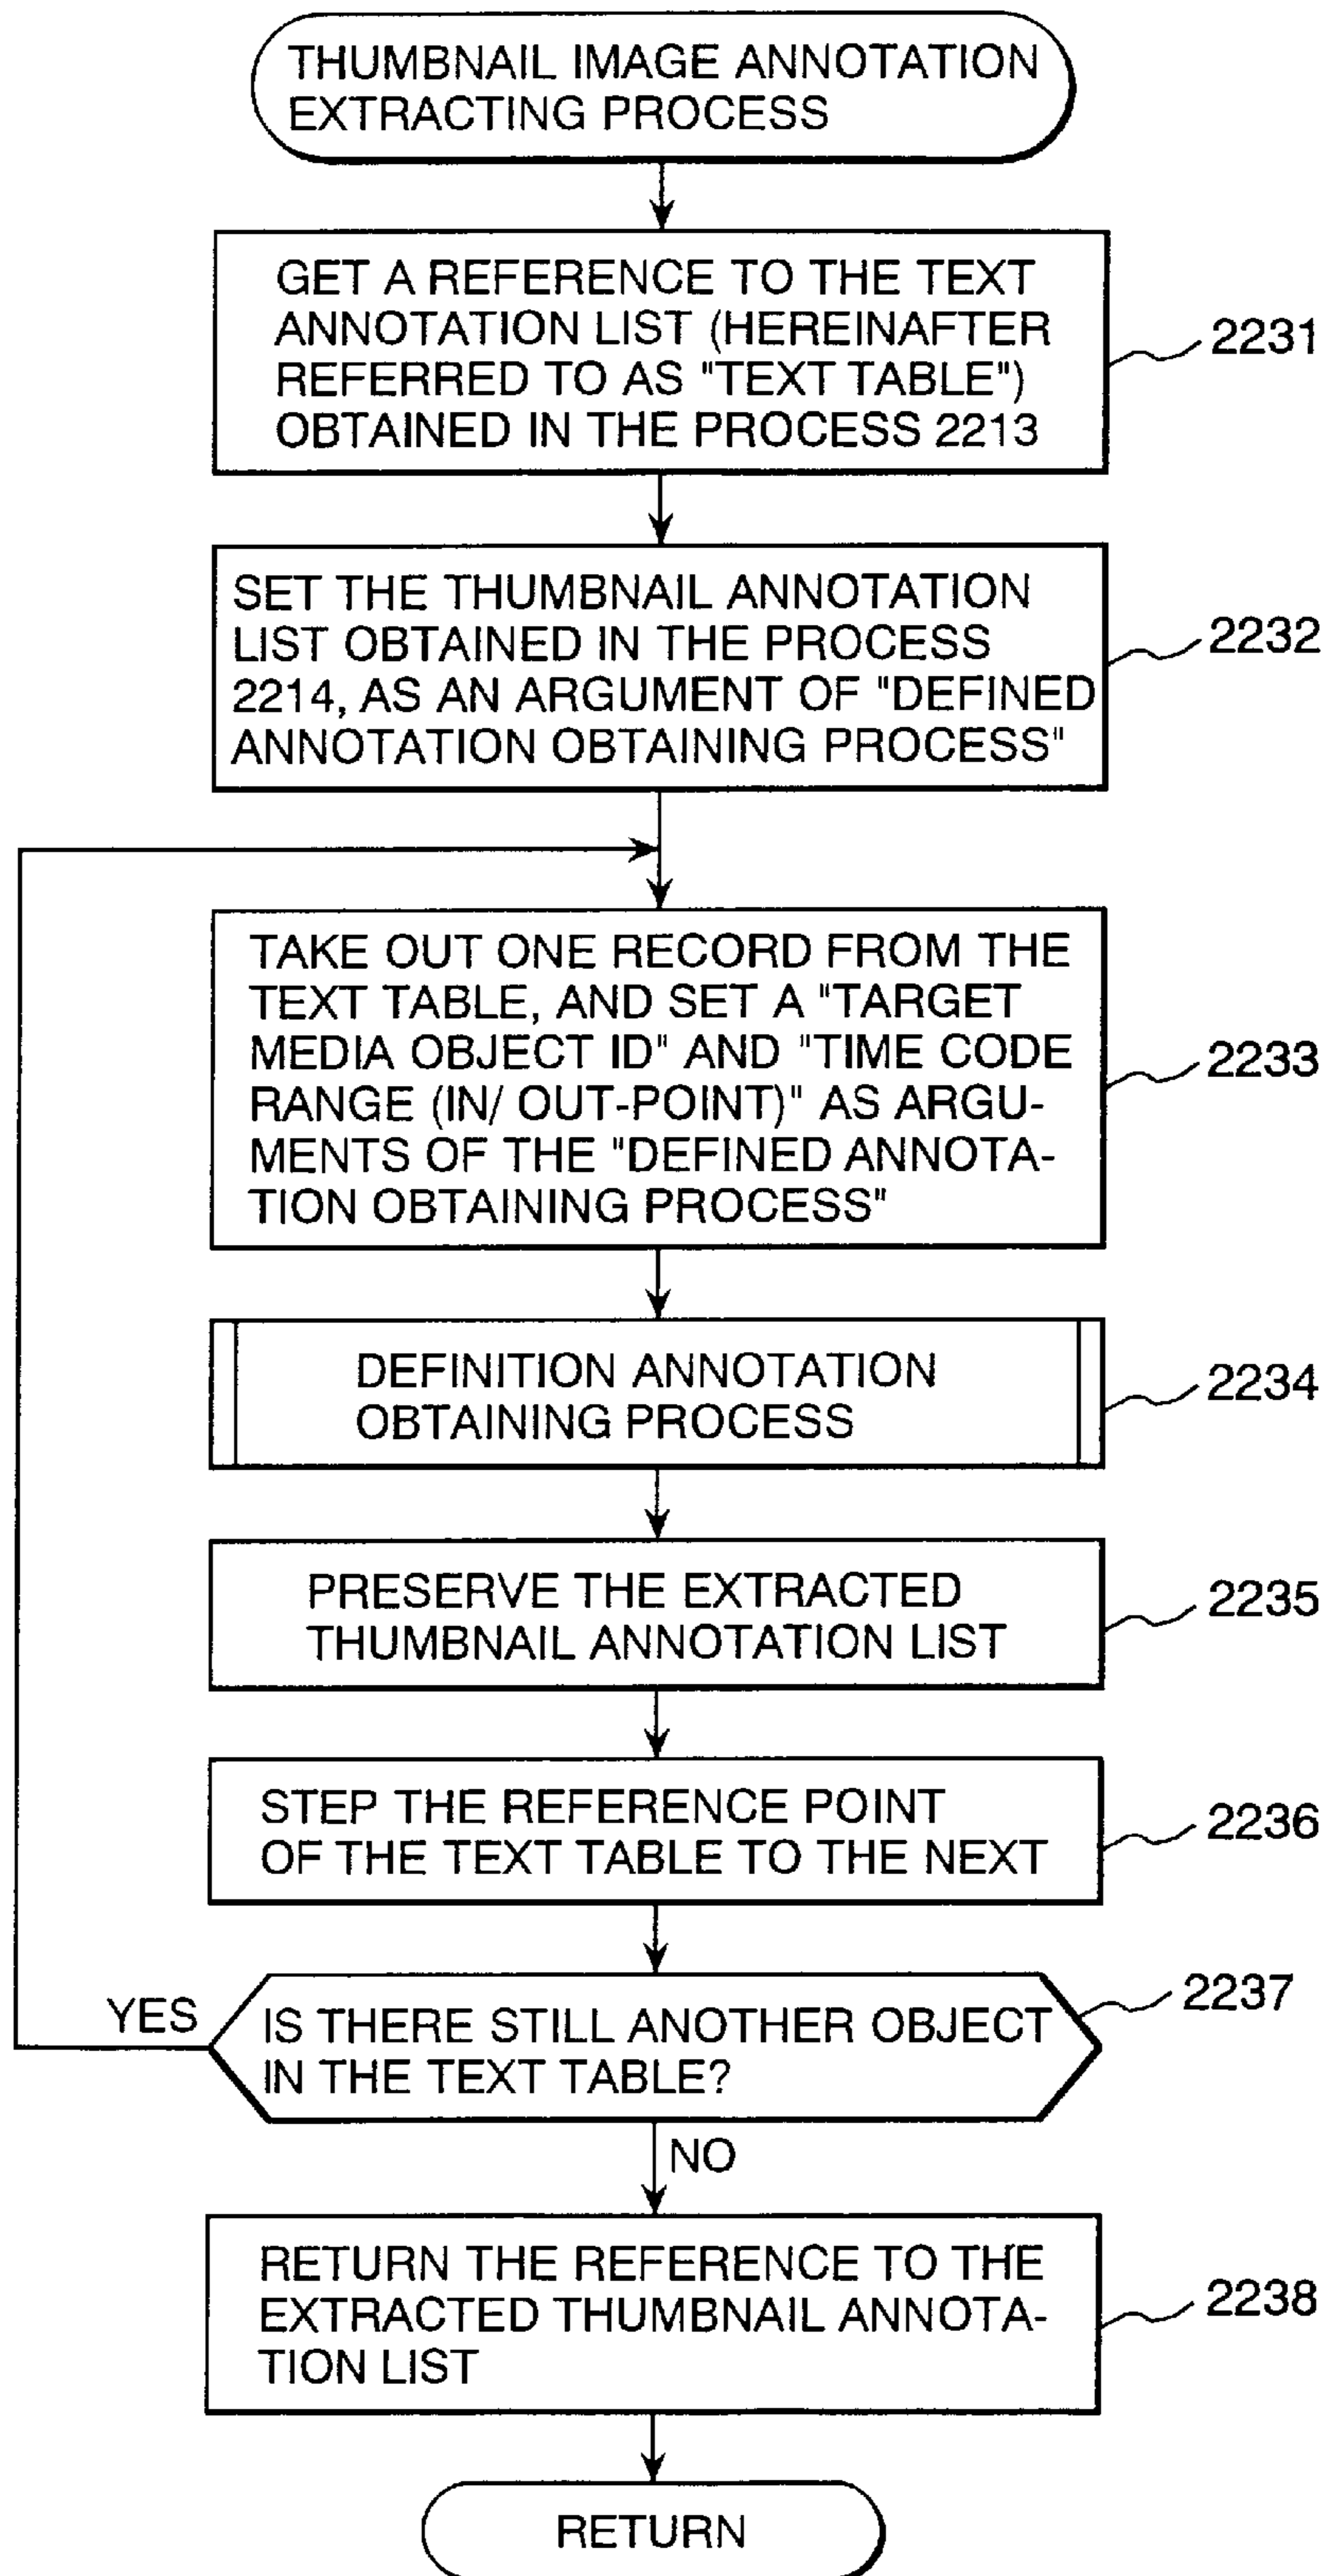 THUMBNAIL IMAGE ANNOTATION
EXTRACTING PROCESS
GET A REFERENCE TO THE TEXT
ANNOTATION LIST (HEREINAFTER
REFERRED TO AS "TEXT TABLE")
OBTAINED IN THE PROCESS 2213
2231
SET THE THUMBNAIL ANNOTATION
LIST OBTAINED IN THE PROCESS
2214, AS AN ARGUMENT OF "DEFINED
ANNOTATION OBTAINING PROCESS"
2232
TAKE OUT ONE RECORD FROM THE
TEXT TABLE, AND SET A "TARGET
MEDIA OBJECT ID" AND "TIME CODE
RANGE (IN/ OUT-POINT)" AS ARGU-
MENTS OF THE "DEFINED ANNOTA-
TION OBTAINING PROCESS"
2233
DEFINITION ANNOTATION
OBTAINING PROCESS
2234
PRESERVE THE EXTRACTED
THUMBNAIL ANNOTATION LIST
2235
STEP THE REFERENCE POINT
OF THE TEXT TABLE TO THE NEXT
2236
YES
IS THERE STILL ANOTHER OBJECT
IN THE TEXT TABLE?
2237
NO
RETURN THE REFERENCE TO THE
EXTRACTED THUMBNAIL ANNOTA-
TION LIST
2238
RETURN